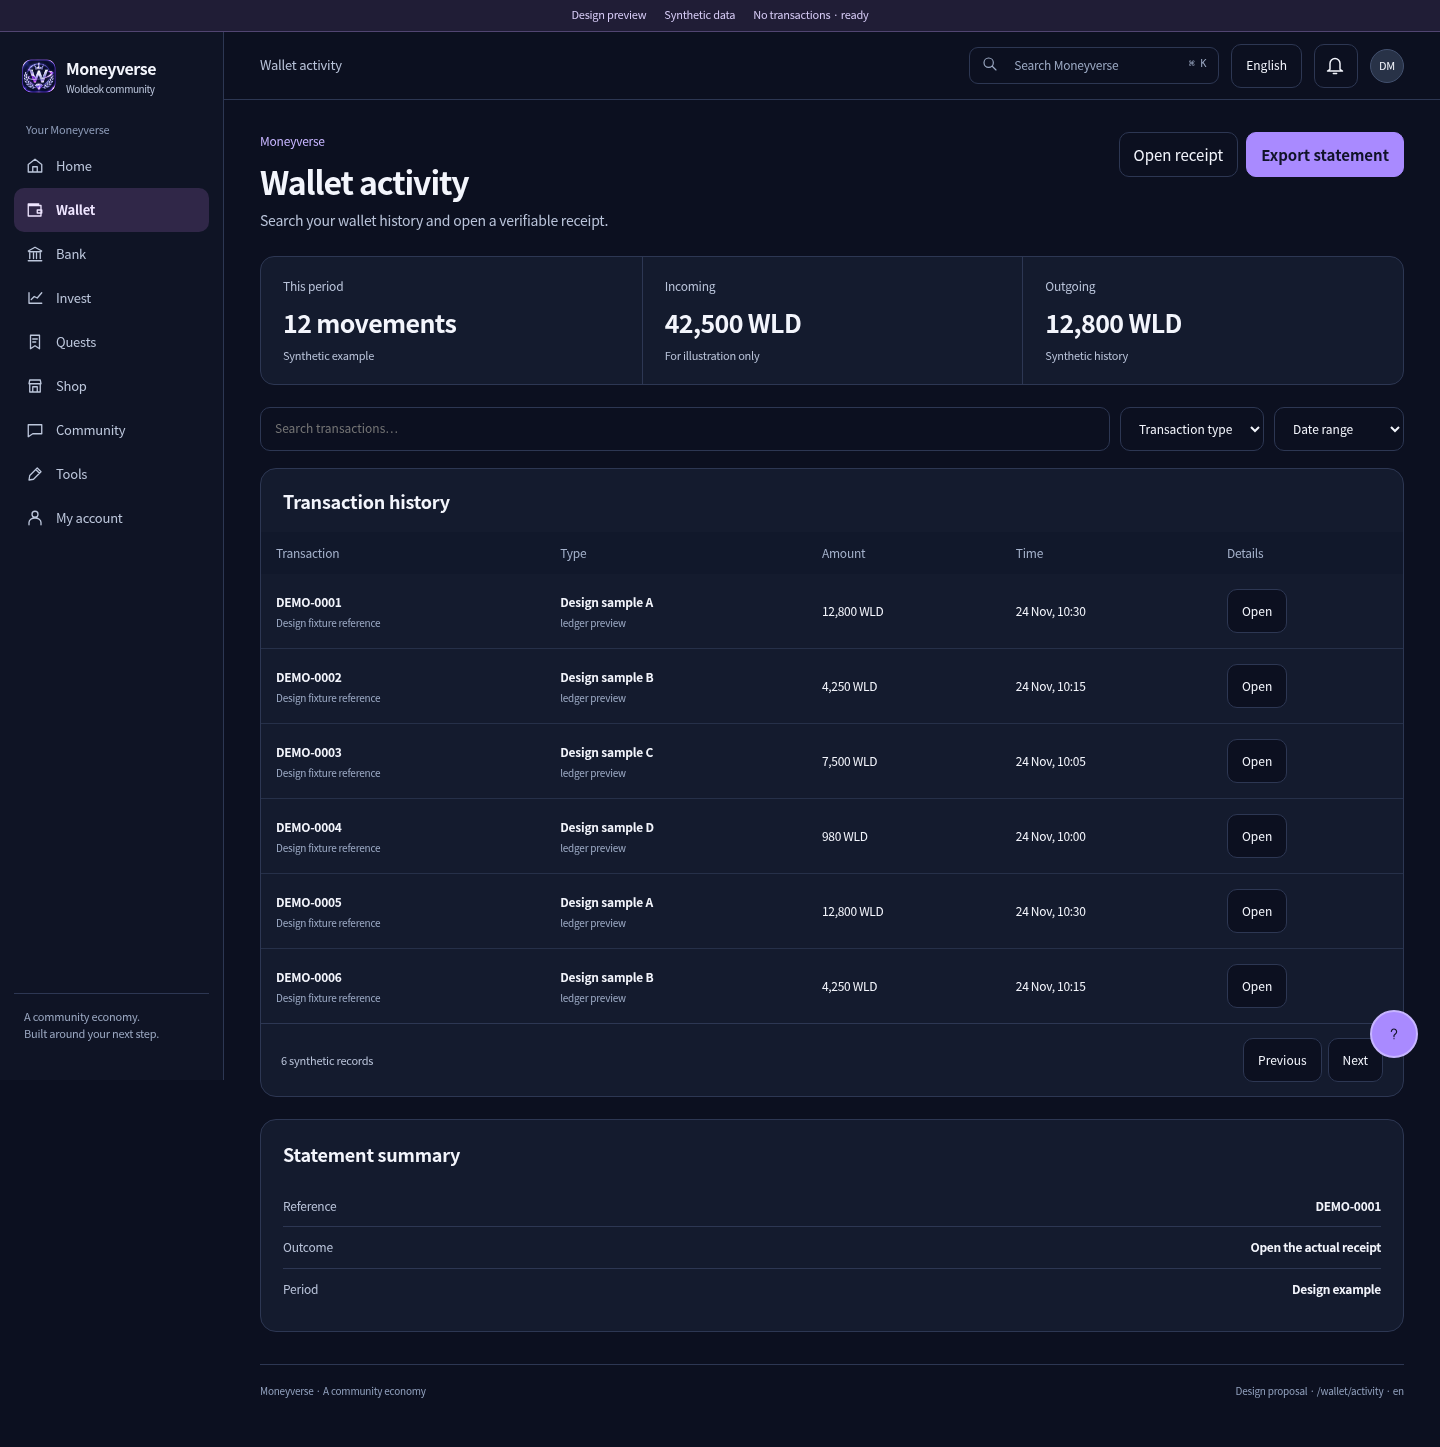 Design preview Synthetic data No transactions · ready
Moneyverse
Woldeok community
Your Moneyverse
Home
Wallet
Bank
Invest
Quests
Shop
Community
Tools
My account
A community economy.
Built around your next step.
Wallet activity
Search Moneyverse ⌘ K
English
DM
Moneyverse
Wallet activity
Search your wallet history and open a verifiable receipt.
Open receipt
Export statement
This period
12 movements
Synthetic example
Incoming
42,500 WLD
For illustration only
Outgoing
12,800 WLD
Synthetic history
Search transactions…
Transaction type
Date range
Transaction history
Transaction Type Amount Time Details
DEMO-0001 Design sample A 12,800 WLD 24 Nov, 10:30 Open
Design fixture reference ledger preview
DEMO-0002 Design sample B 4,250 WLD 24 Nov, 10:15 Open
Design fixture reference ledger preview
DEMO-0003 Design sample C 7,500 WLD 24 Nov, 10:05 Open
Design fixture reference ledger preview
DEMO-0004 Design sample D 980 WLD 24 Nov, 10:00 Open
Design fixture reference ledger preview
DEMO-0005 Design sample A 12,800 WLD 24 Nov, 10:30 Open
Design fixture reference ledger preview
DEMO-0006 Design sample B 4,250 WLD 24 Nov, 10:15 Open
Design fixture reference ledger preview
6 synthetic records
Previous
Next
?
Statement summary
Reference DEMO-0001
Outcome Open the actual receipt
Period Design example
Moneyverse · A community economy
Design proposal · /wallet/activity · en